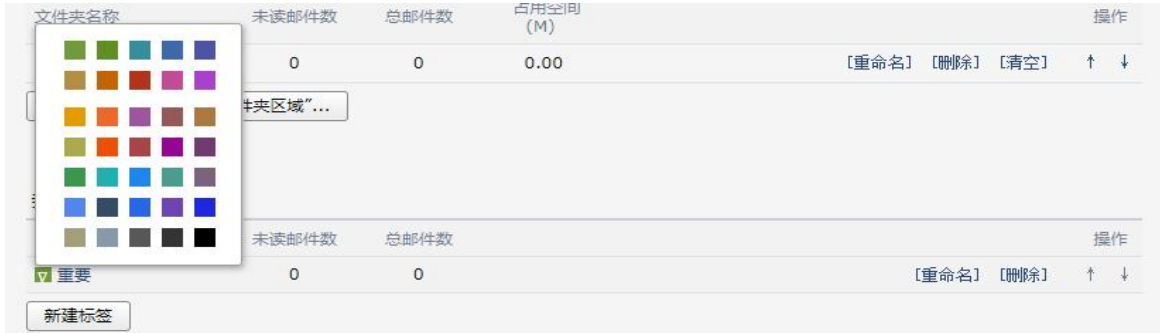 文件夹名称 未读邮件数 总邮件数 占用空间 操作
(M)
0 0 0.00 [重命名] [删除] [清空] ↑ ↓
件夹区域"...
未读邮件数 总邮件数 操作
重要 0 0 [重命名] [删除] ↑ ↓
新建标签